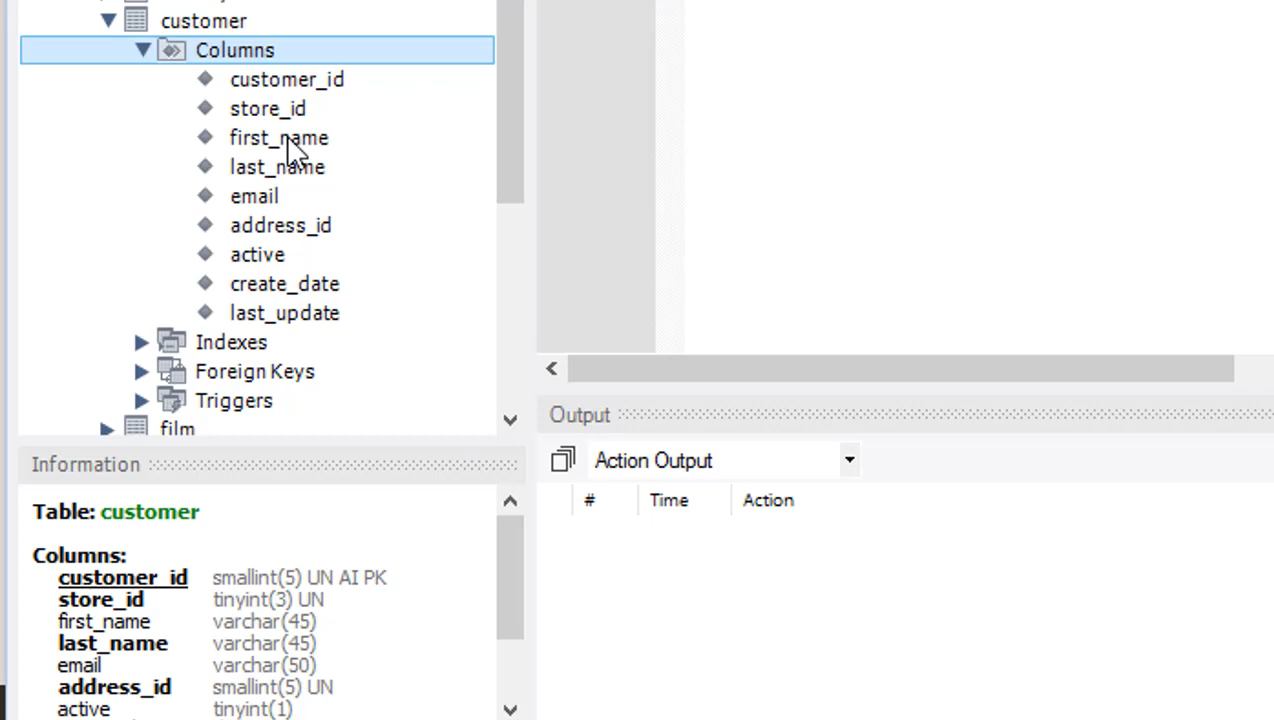 customer
Columns
customer_id
store_id
first_name
last_name
email
address_id
active
create_date
last_update
Indexes
Foreign Keys
Triggers
film
Information
Table: customer
Columns:
customer_id smallint(5) UN AI PK
store_id tinyint(3) UN
first_name varchar(45)
last_name varchar(45)
email varchar(50)
address_id smallint(5) UN
active tinyint(1)
Output
Action Output
# Time Action